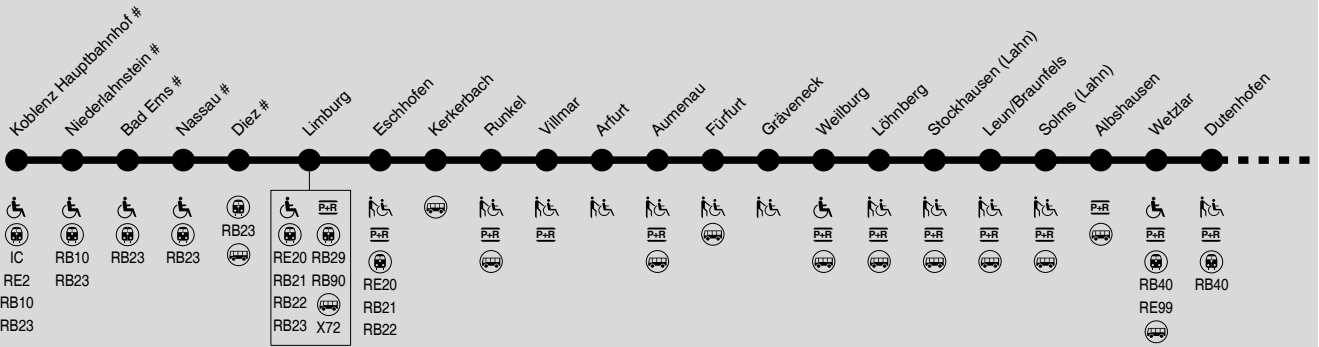 Koblenz Hauptbahnhof #
Niederlahnstein #
Bad Ems #
Nassau #
Diez #
Limburg
Eschhofen
Kerkerbach
Runkel
Villmar
Arfurt
Aumenau
Fürfurt
Gräveneck
Weilburg
Löhnberg
Stockhausen (Lahn)
Leun/Braunfels
Solms (Lahn)
Albshausen
Wetzlar
Dutenhofen
IC
RE2
RB10
RB23
RB10
RB23
RB23
RB23
RB23
RE20
RB21
RB22
RB23
P+R
RB29
RB90
X72
P+R
RE20
RB21
RB22
P+R
P+R
P+R
P+R
P+R
P+R
P+R
P+R
P+R
P+R
RB40
RE99
P+R
RB40